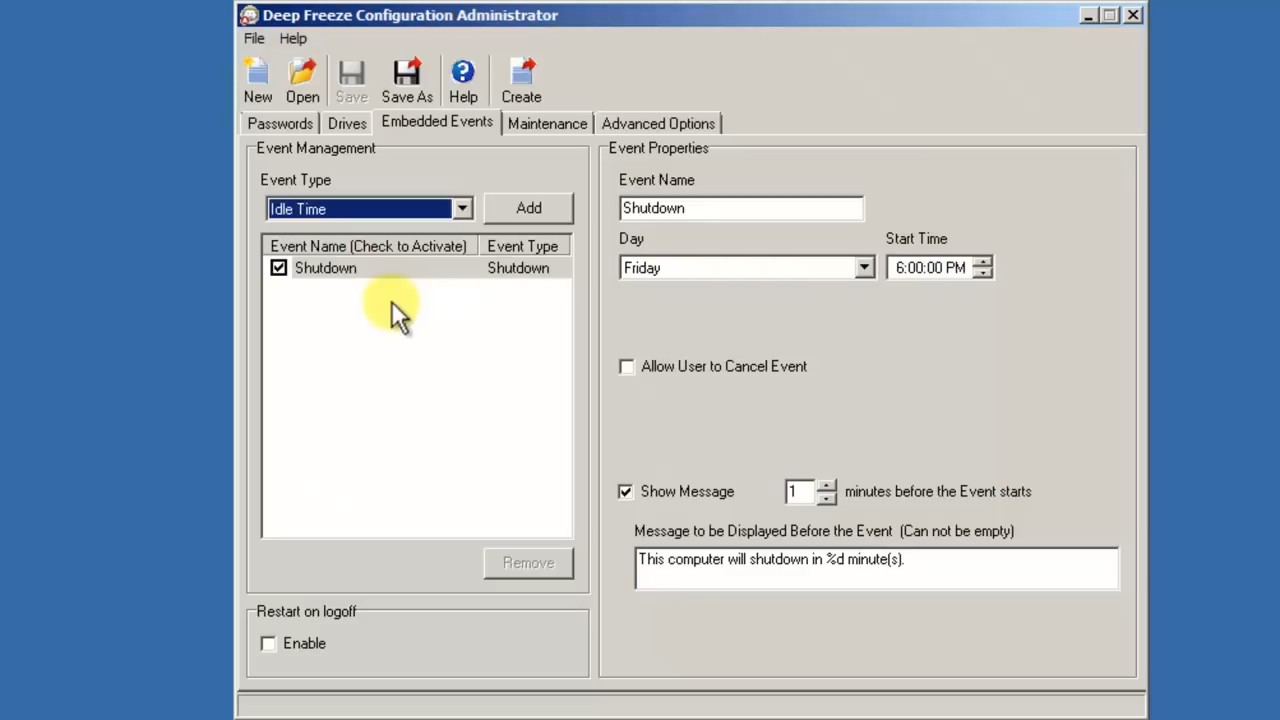 Deep Freeze Configuration Administrator
File Help
New Open Save Save As Help Create
Passwords Drives Embedded Events Maintenance Advanced Options
Event Management
Event Type
Idle Time Add
Event Name (Check to Activate) Event Type
Shutdown Shutdown
Remove
Restart on logoff
Enable
Event Properties
Event Name
Shutdown
Day Start Time
Friday 6:00:00 PM
Allow User to Cancel Event
Show Message 1 minutes before the Event starts
Message to be Displayed Before the Event (Can not be empty)
This computer will shutdown in %d minute(s).